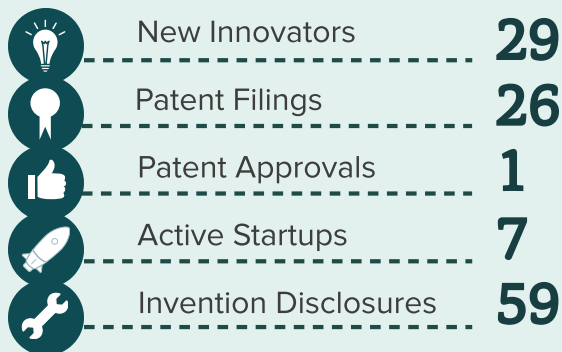 New Innovators 29
Patent Filings 26
Patent Approvals 1
Active Startups 7
Invention Disclosures 59